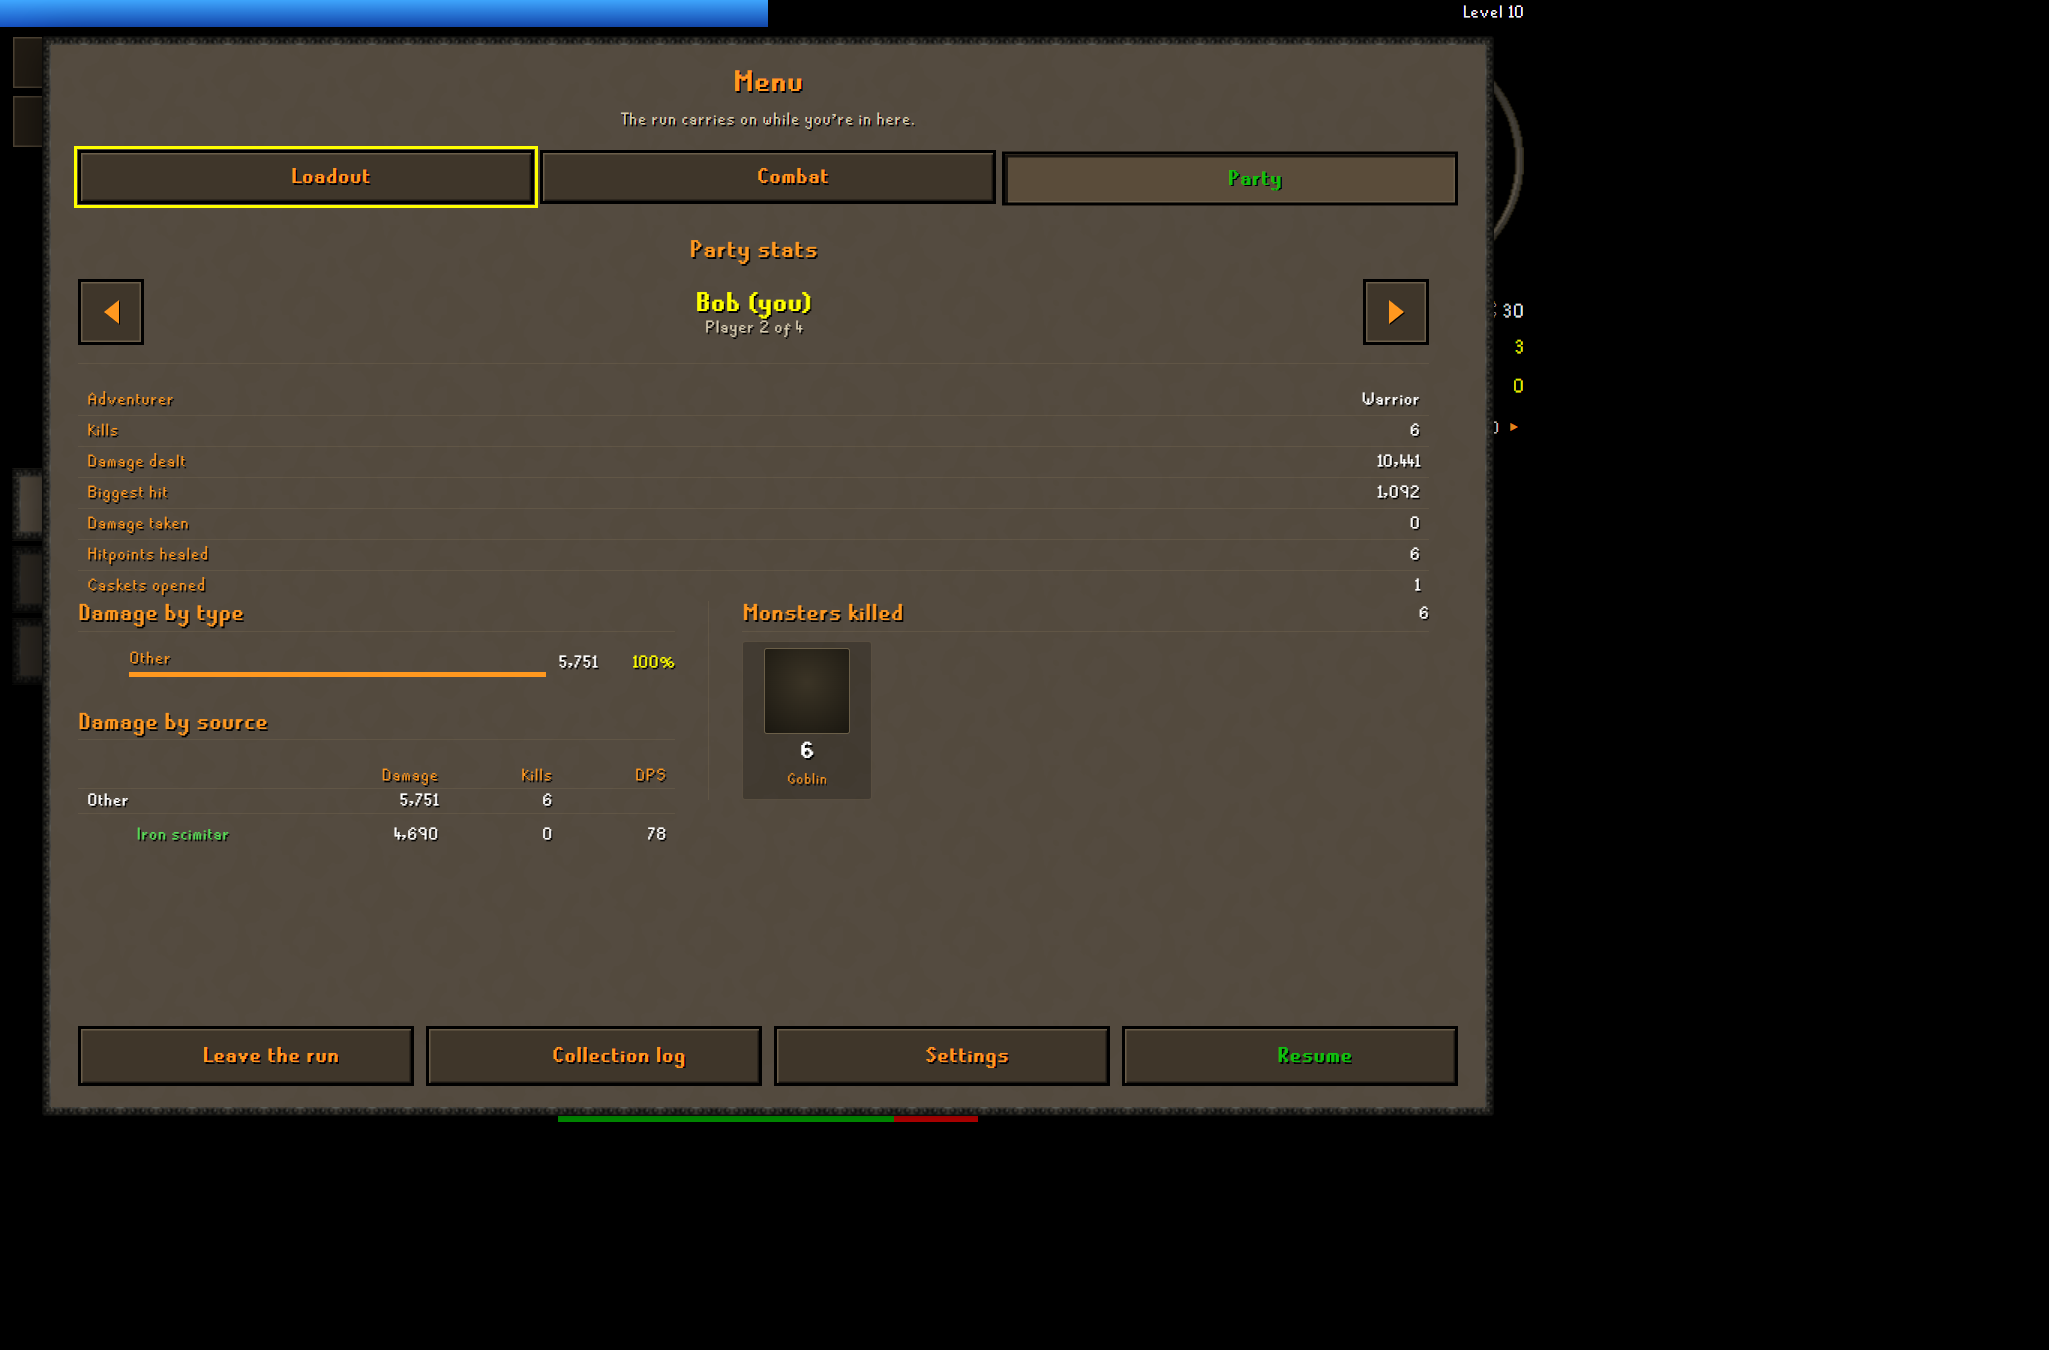 Level 10
Menu
The run carries on while you're in here.
Loadout
Combat
Party
Party stats
Bob (you)
Player 2 of 4
30
3
0
Adventurer Warrior
Kills 6
Damage dealt 10,441
Biggest hit 1,092
Damage taken 0
Hitpoints healed 6
Caskets opened 1
Damage by type
Other 5,751 100%
Damage by source
Damage Kills DPS
Other 5,751 6
Iron scimitar 4,690 0 78
Monsters killed 6
6
Goblin
Leave the run
Collection log
Settings
Resume